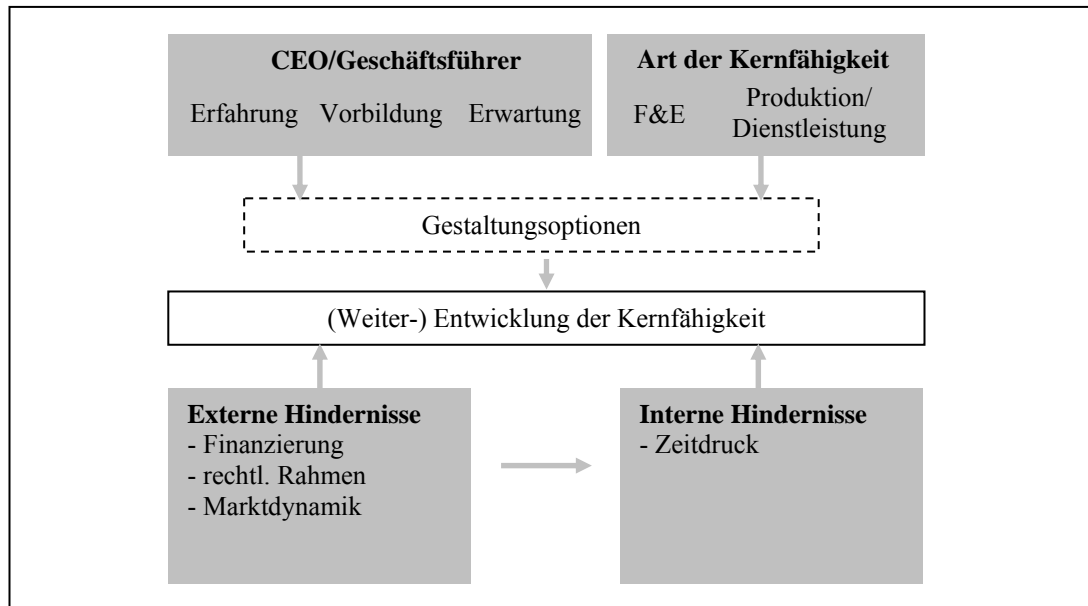 CEO/Geschäftsführer
Erfahrung Vorbildung Erwartung
Art der Kernfähigkeit
F&E
Produktion/
Dienstleistung
Gestaltungsoptionen
(Weiter-) Entwicklung der Kernfähigkeit
Externe Hindernisse
- Finanzierung
- rechtl. Rahmen
- Marktdynamik
Interne Hindernisse
- Zeitdruck